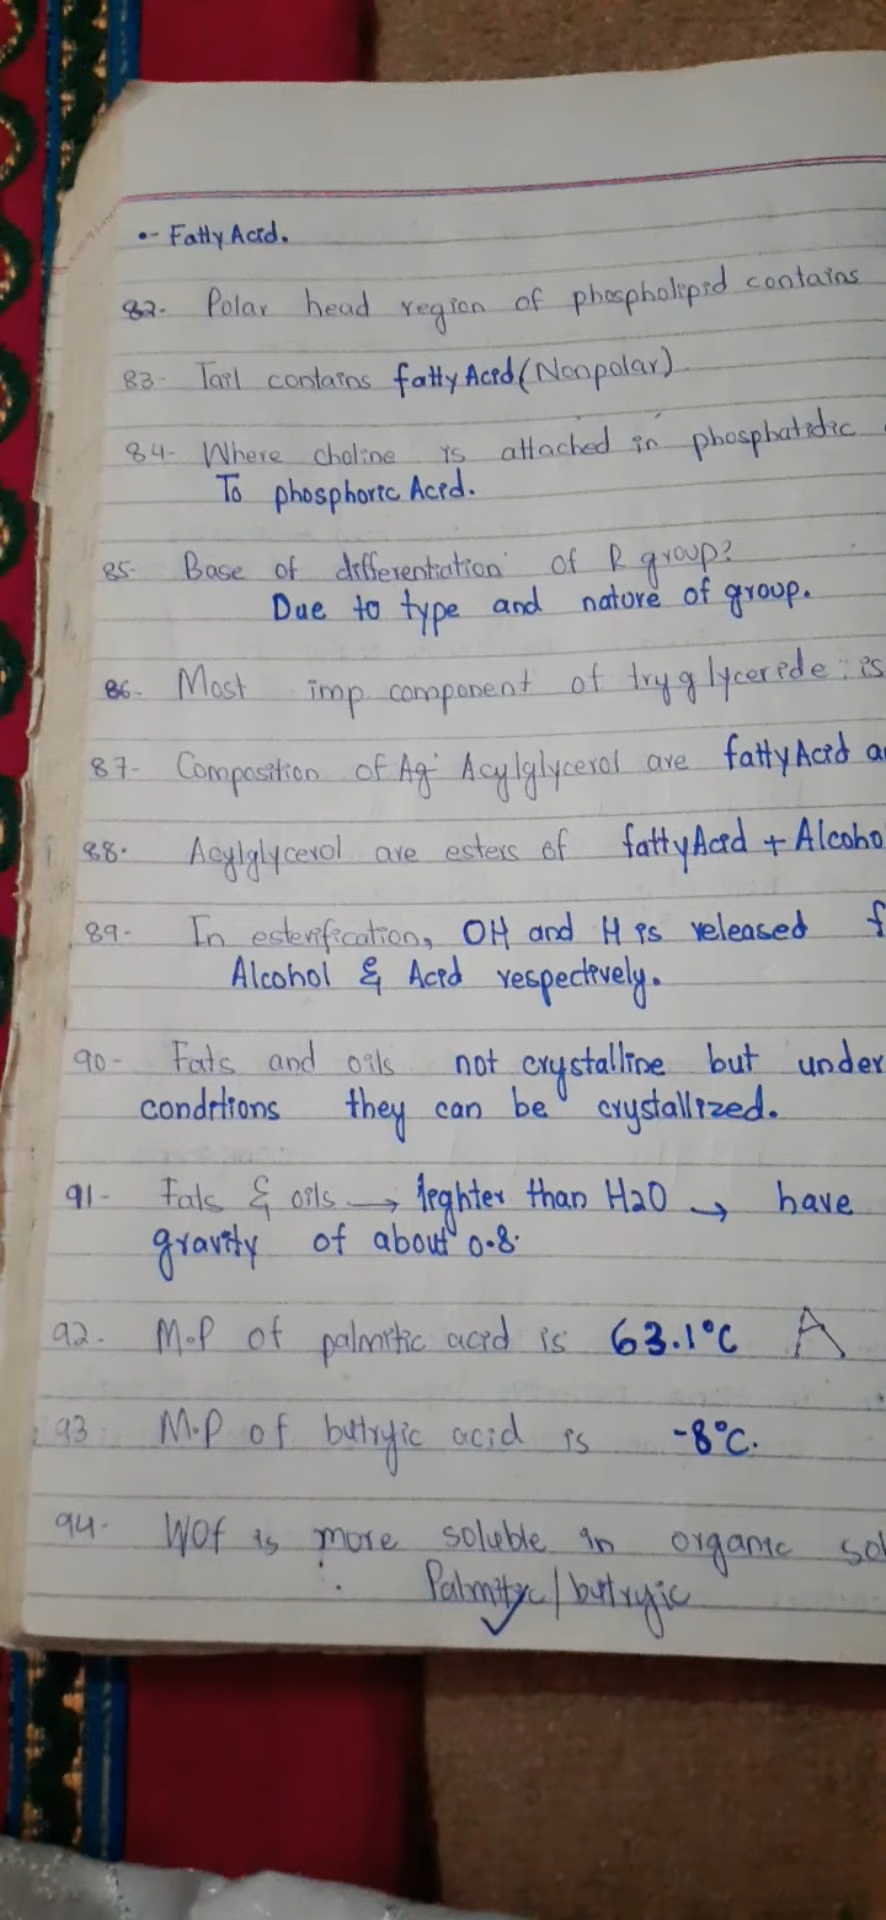 •- Fatty Acid.
82- Polar head region of phospholipid contains
83- Tail contains fatty Acid (Nonpolar)
84- Where choline is attached in phosphatidic
To phosphoric Acid.
85- Base of differentiation of R group?
Due to type and nature of group.
86- Most imp component of tryglyceride is
87- Composition of Ag Acylglycerol are fatty Acid a
88. Acylglycerol are esters of fatty Acid + Alcoho
89- In esterification, OH and H is released f
Alcohol & Acid respectively.
90- Fats and oils not crystalline but under
conditions they can be crystallized.
91- Fats & oils → leghter than H2O → have
gravity of about 0.8.
92. M.P of palmitic acid is 63.1°C A
93. M.P of butryic acid is -8°C.
94. Wof is more soluble in organic sol
Palmityc/butryic